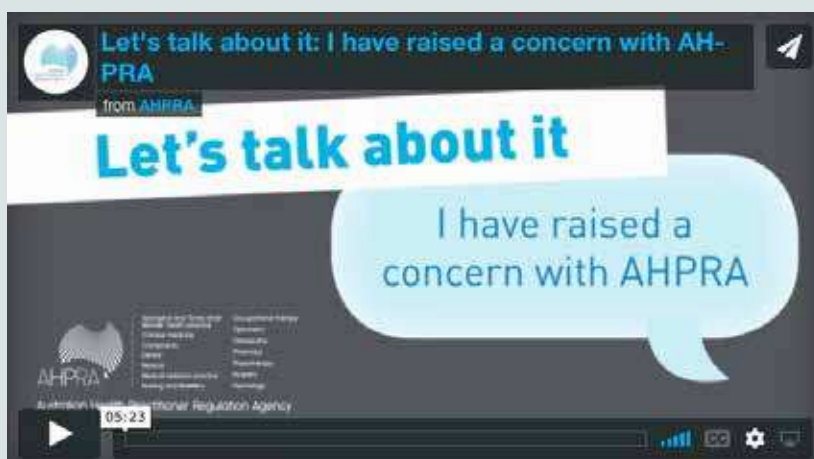 Let's talk about it: I have raised a concern with AH-
PRA
from AHPRA
Let's talk about it
I have raised a
concern with AHPRA
AHPRA
Australian Health Practitioner Regulation Agency
05:23
CC